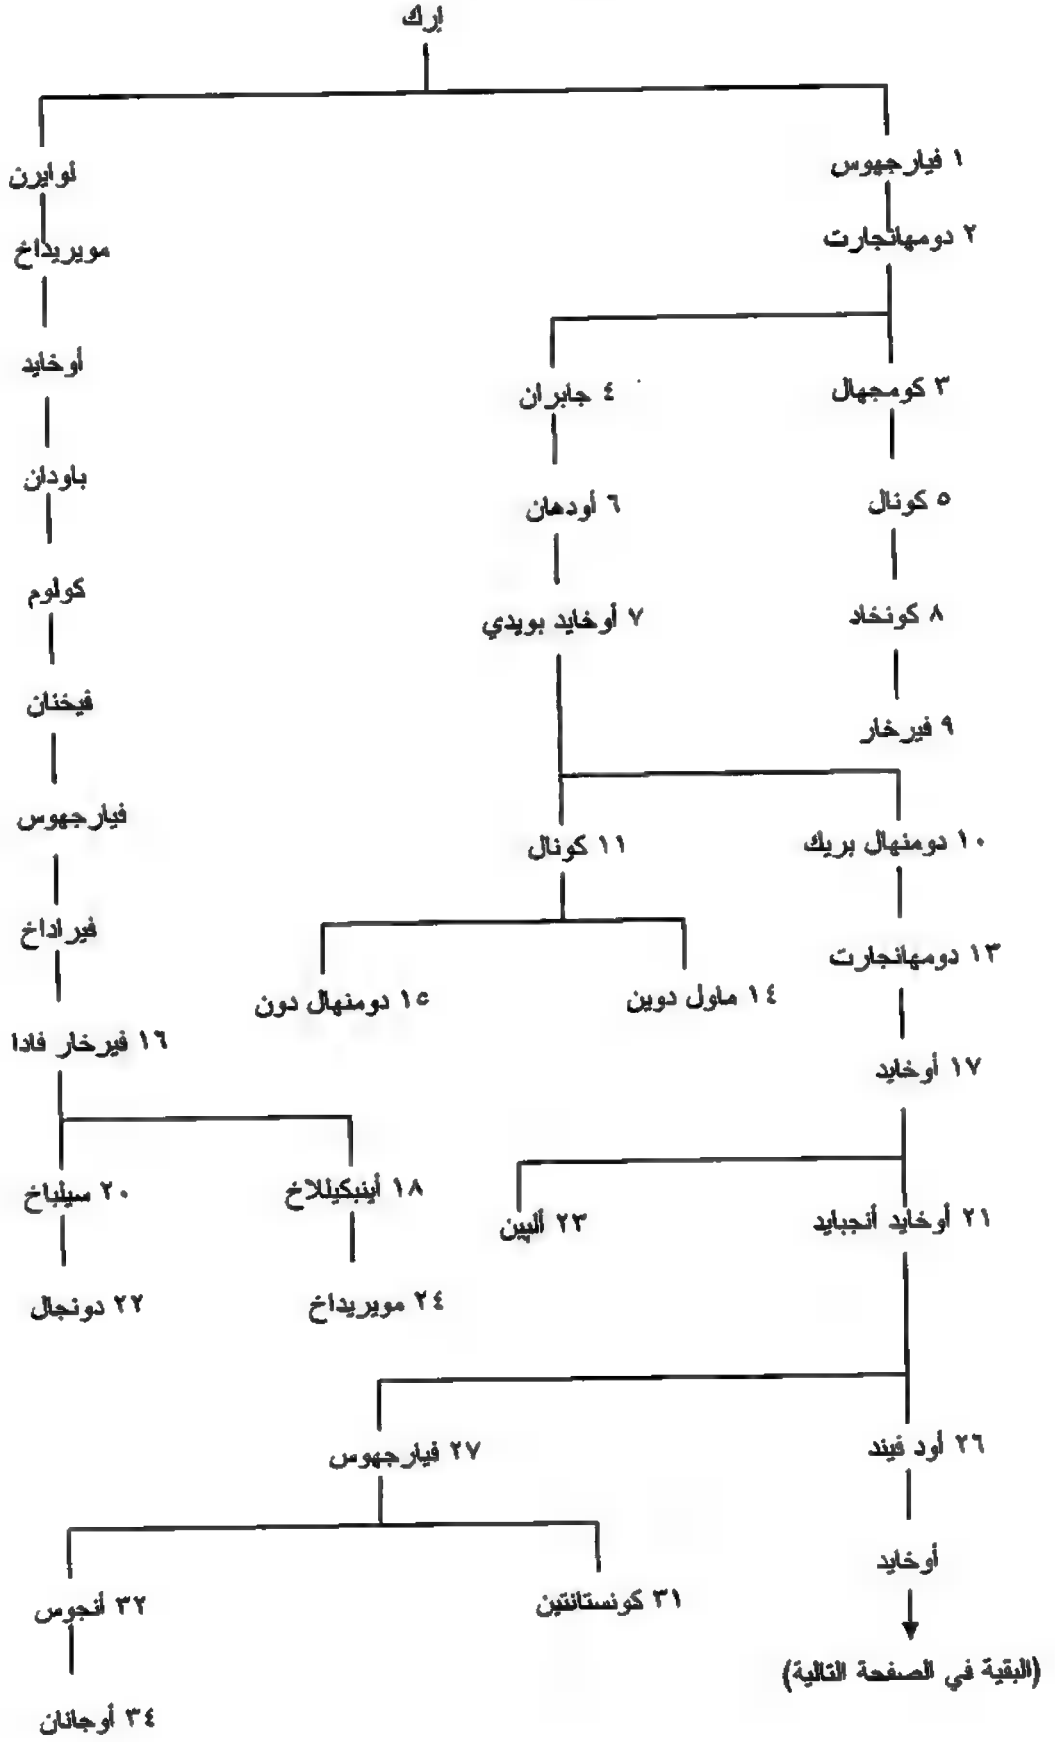 إرك
١ فيارجهوس
لوايرن
٢ دومهانجارت
مويريداخ
أوخايد
٣ كومجهال
٤ جابران
باودان
٥ كونال
٦ أودهان
كولوم
٨ كونخاد
٧ أوخايد بويدي
فيخنان
٩ فيرخار
فيارجهوس
١٠ دومنهال بريك
١١ كونال
فيراداخ
١٣ دومهانجارت
١٤ ماول دوين
١٥ دومنهال دون
١٦ فيرخار فادا
١٧ أوخايد
١٨ أينبكيللاخ
٢٠ سيلباخ
٢١ أوخايد أنجبايد
٢٣ ألبين
٢٤ مويريداخ
٢٢ دونجال
٢٦ أود فيند
٢٧ فيارجهوس
أوخايد
٣١ كونستانتين
٣٢ أنجوس
(البقية في الصفحة التالية)
٣٤ أوجانان